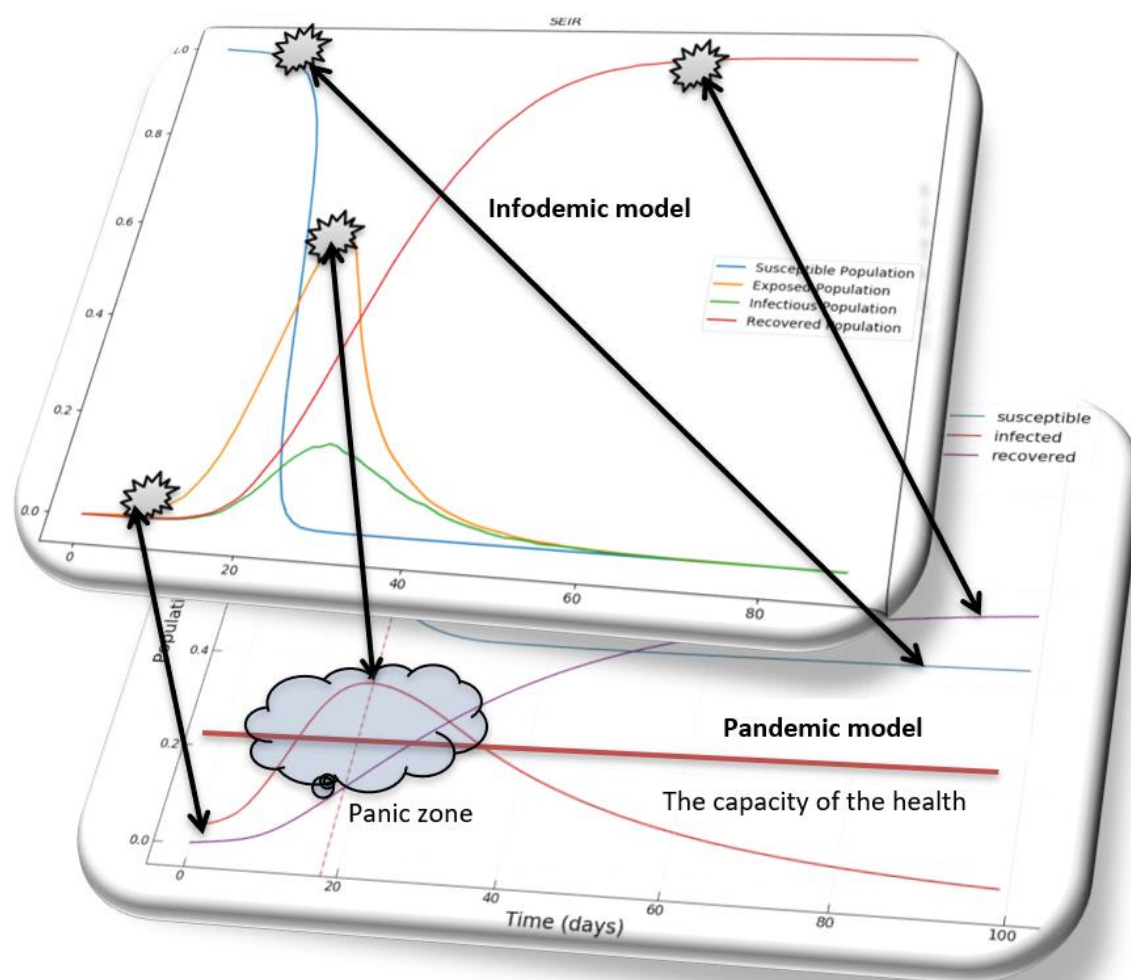 SEIR
1.0
0.8
0.6
0.4
0.2
0.0
0
20
40
60
80
Infodemic model
Susceptible Population
Exposed Population
Infectious Population
Recovered Population
susceptible
infected
recovered
0.4
0.2
0.0
Pandemic model
The capacity of the health
Panic zone
0
20
40
60
80
100
Time (days)